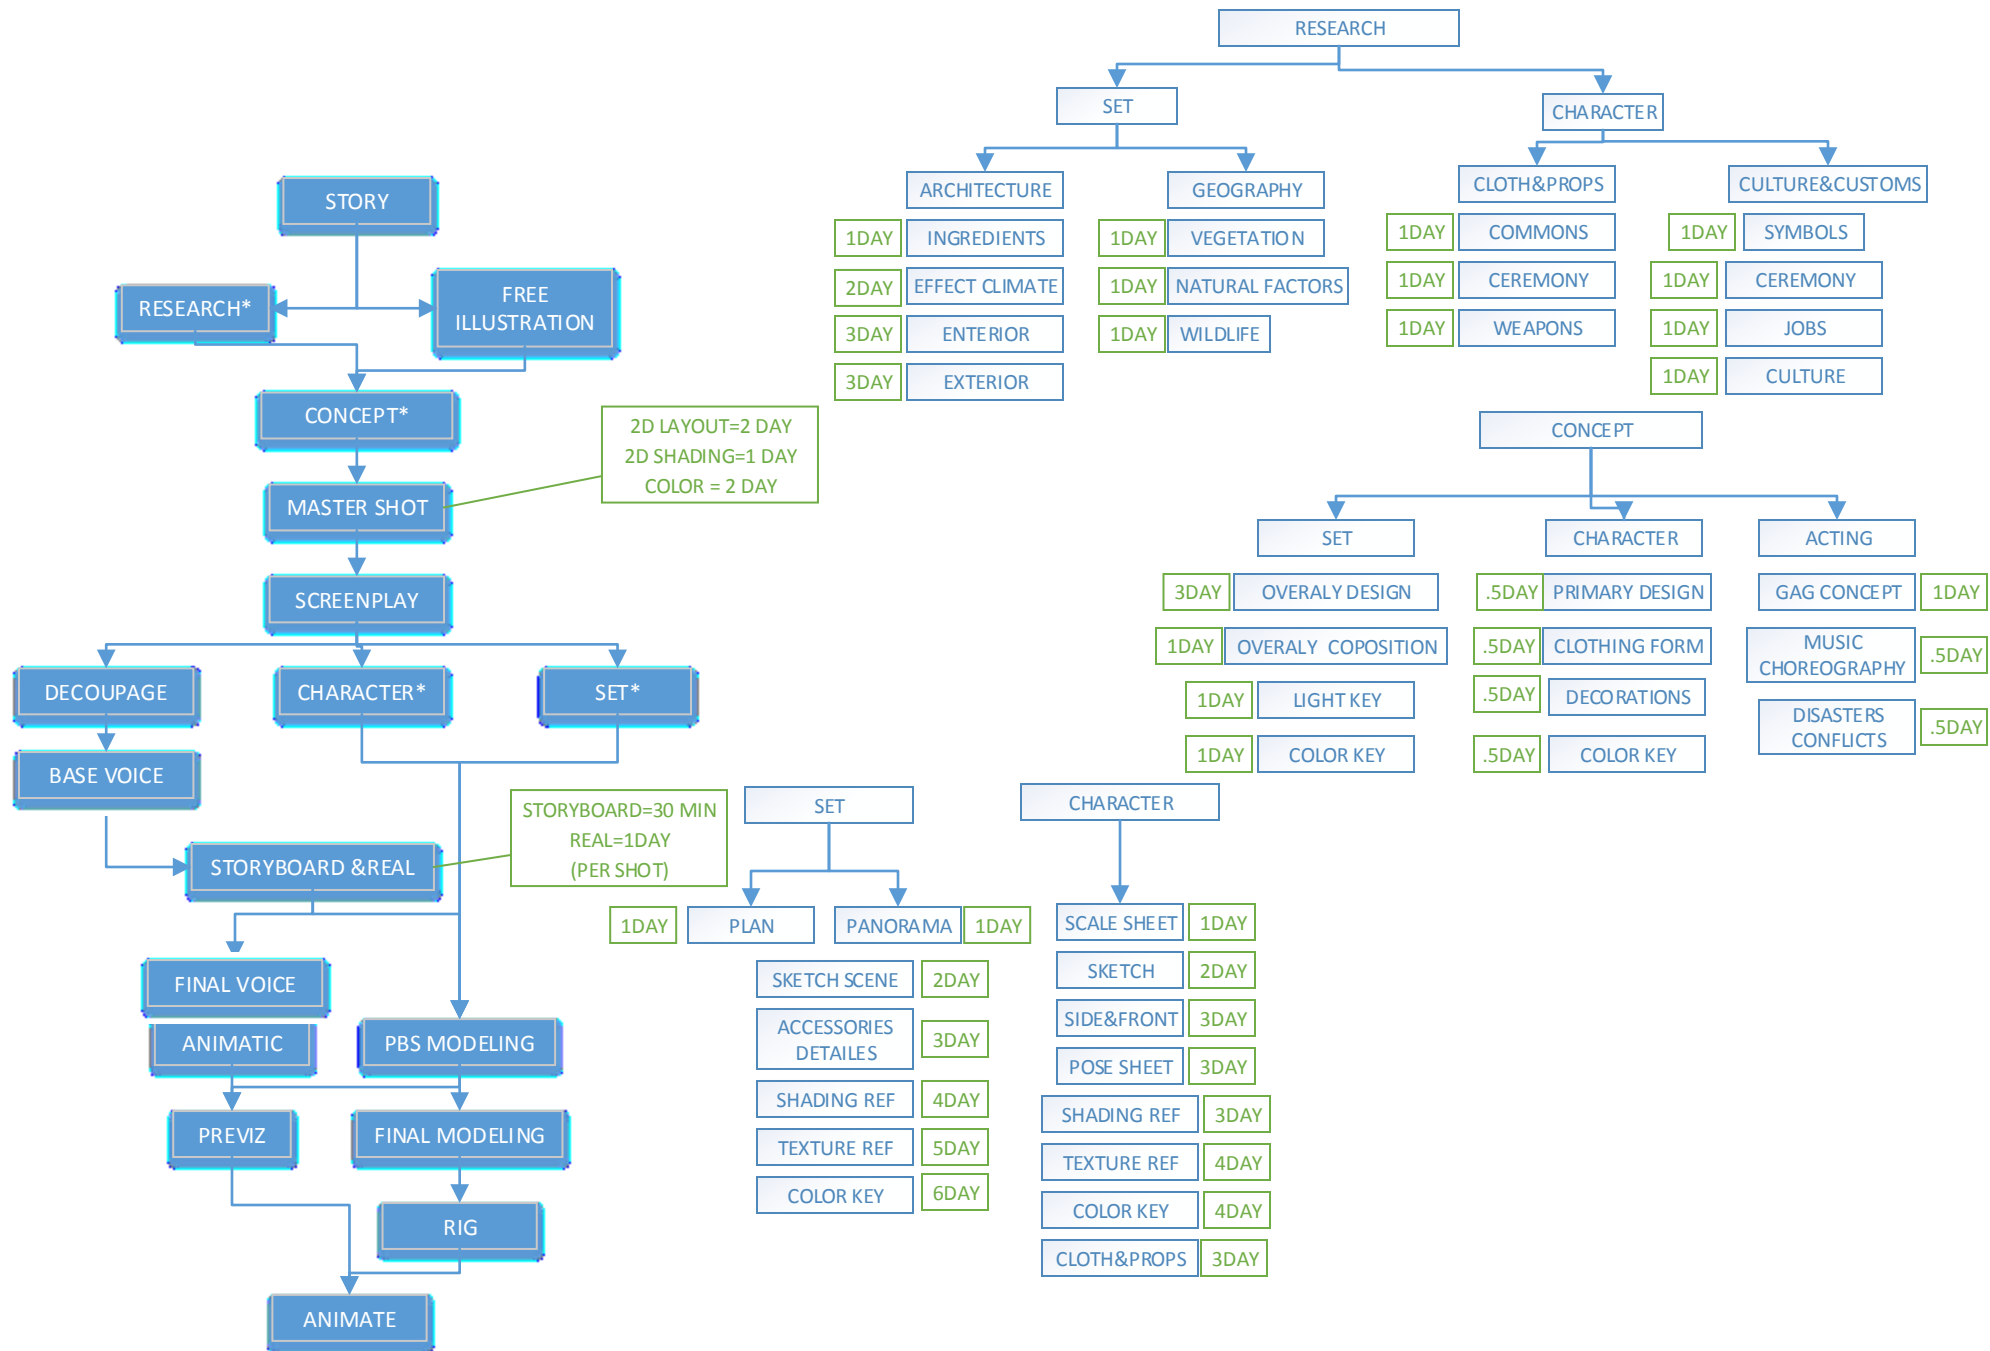 STORY
RESEARCH*
FREE
ILLUSTRATION
CONCEPT*
2D LAYOUT=2 DAY
2D SHADING=1 DAY
COLOR = 2 DAY
MASTER SHOT
SCREENPLAY
DECOUPAGE
CHARACTER*
SET*
BASE VOICE
STORYBOARD &REAL
STORYBOARD=30 MIN
REAL=1DAY
(PER SHOT)
FINAL VOICE
ANIMATIC
PBS MODELING
PREVIZ
FINAL MODELING
RIG
ANIMATE
RESEARCH
SET
CHARACTER
ARCHITECTURE
1DAY INGREDIENTS
2DAY EFFECT CLIMATE
3DAY ENTERIOR
3DAY EXTERIOR
GEOGRAPHY
1DAY VEGETATION
1DAY NATURAL FACTORS
1DAY WILDLIFE
CLOTH&PROPS
1DAY COMMONS
1DAY CEREMONY
1DAY WEAPONS
CULTURE&CUSTOMS
1DAY SYMBOLS
1DAY CEREMONY
1DAY JOBS
1DAY CULTURE
CONCEPT
SET
3DAY OVERALY DESIGN
1DAY OVERALY COPOSITION
1DAY LIGHT KEY
1DAY COLOR KEY
CHARACTER
.5DAY PRIMARY DESIGN
.5DAY CLOTHING FORM
.5DAY DECORATIONS
.5DAY COLOR KEY
ACTING
GAG CONCEPT 1DAY
MUSIC
CHOREOGRAPHY .5DAY
DISASTERS
CONFLICTS .5DAY
SET
1DAY PLAN
PANORAMA 1DAY
SKETCH SCENE 2DAY
ACCESSORIES
DETAILES 3DAY
SHADING REF 4DAY
TEXTURE REF 5DAY
COLOR KEY 6DAY
CHARACTER
SCALE SHEET 1DAY
SKETCH 2DAY
SIDE&FRONT 3DAY
POSE SHEET 3DAY
SHADING REF 3DAY
TEXTURE REF 4DAY
COLOR KEY 4DAY
CLOTH&PROPS 3DAY